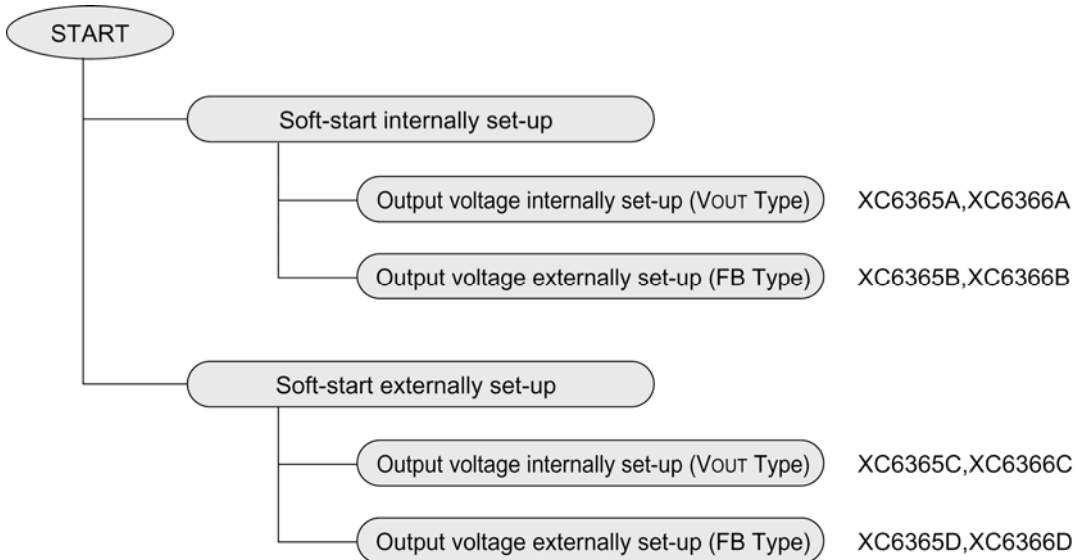 START
Soft-start internally set-up
Output voltage internally set-up (VOUT Type) XC6365A,XC6366A
Output voltage externally set-up (FB Type) XC6365B,XC6366B
Soft-start externally set-up
Output voltage internally set-up (VOUT Type) XC6365C,XC6366C
Output voltage externally set-up (FB Type) XC6365D,XC6366D